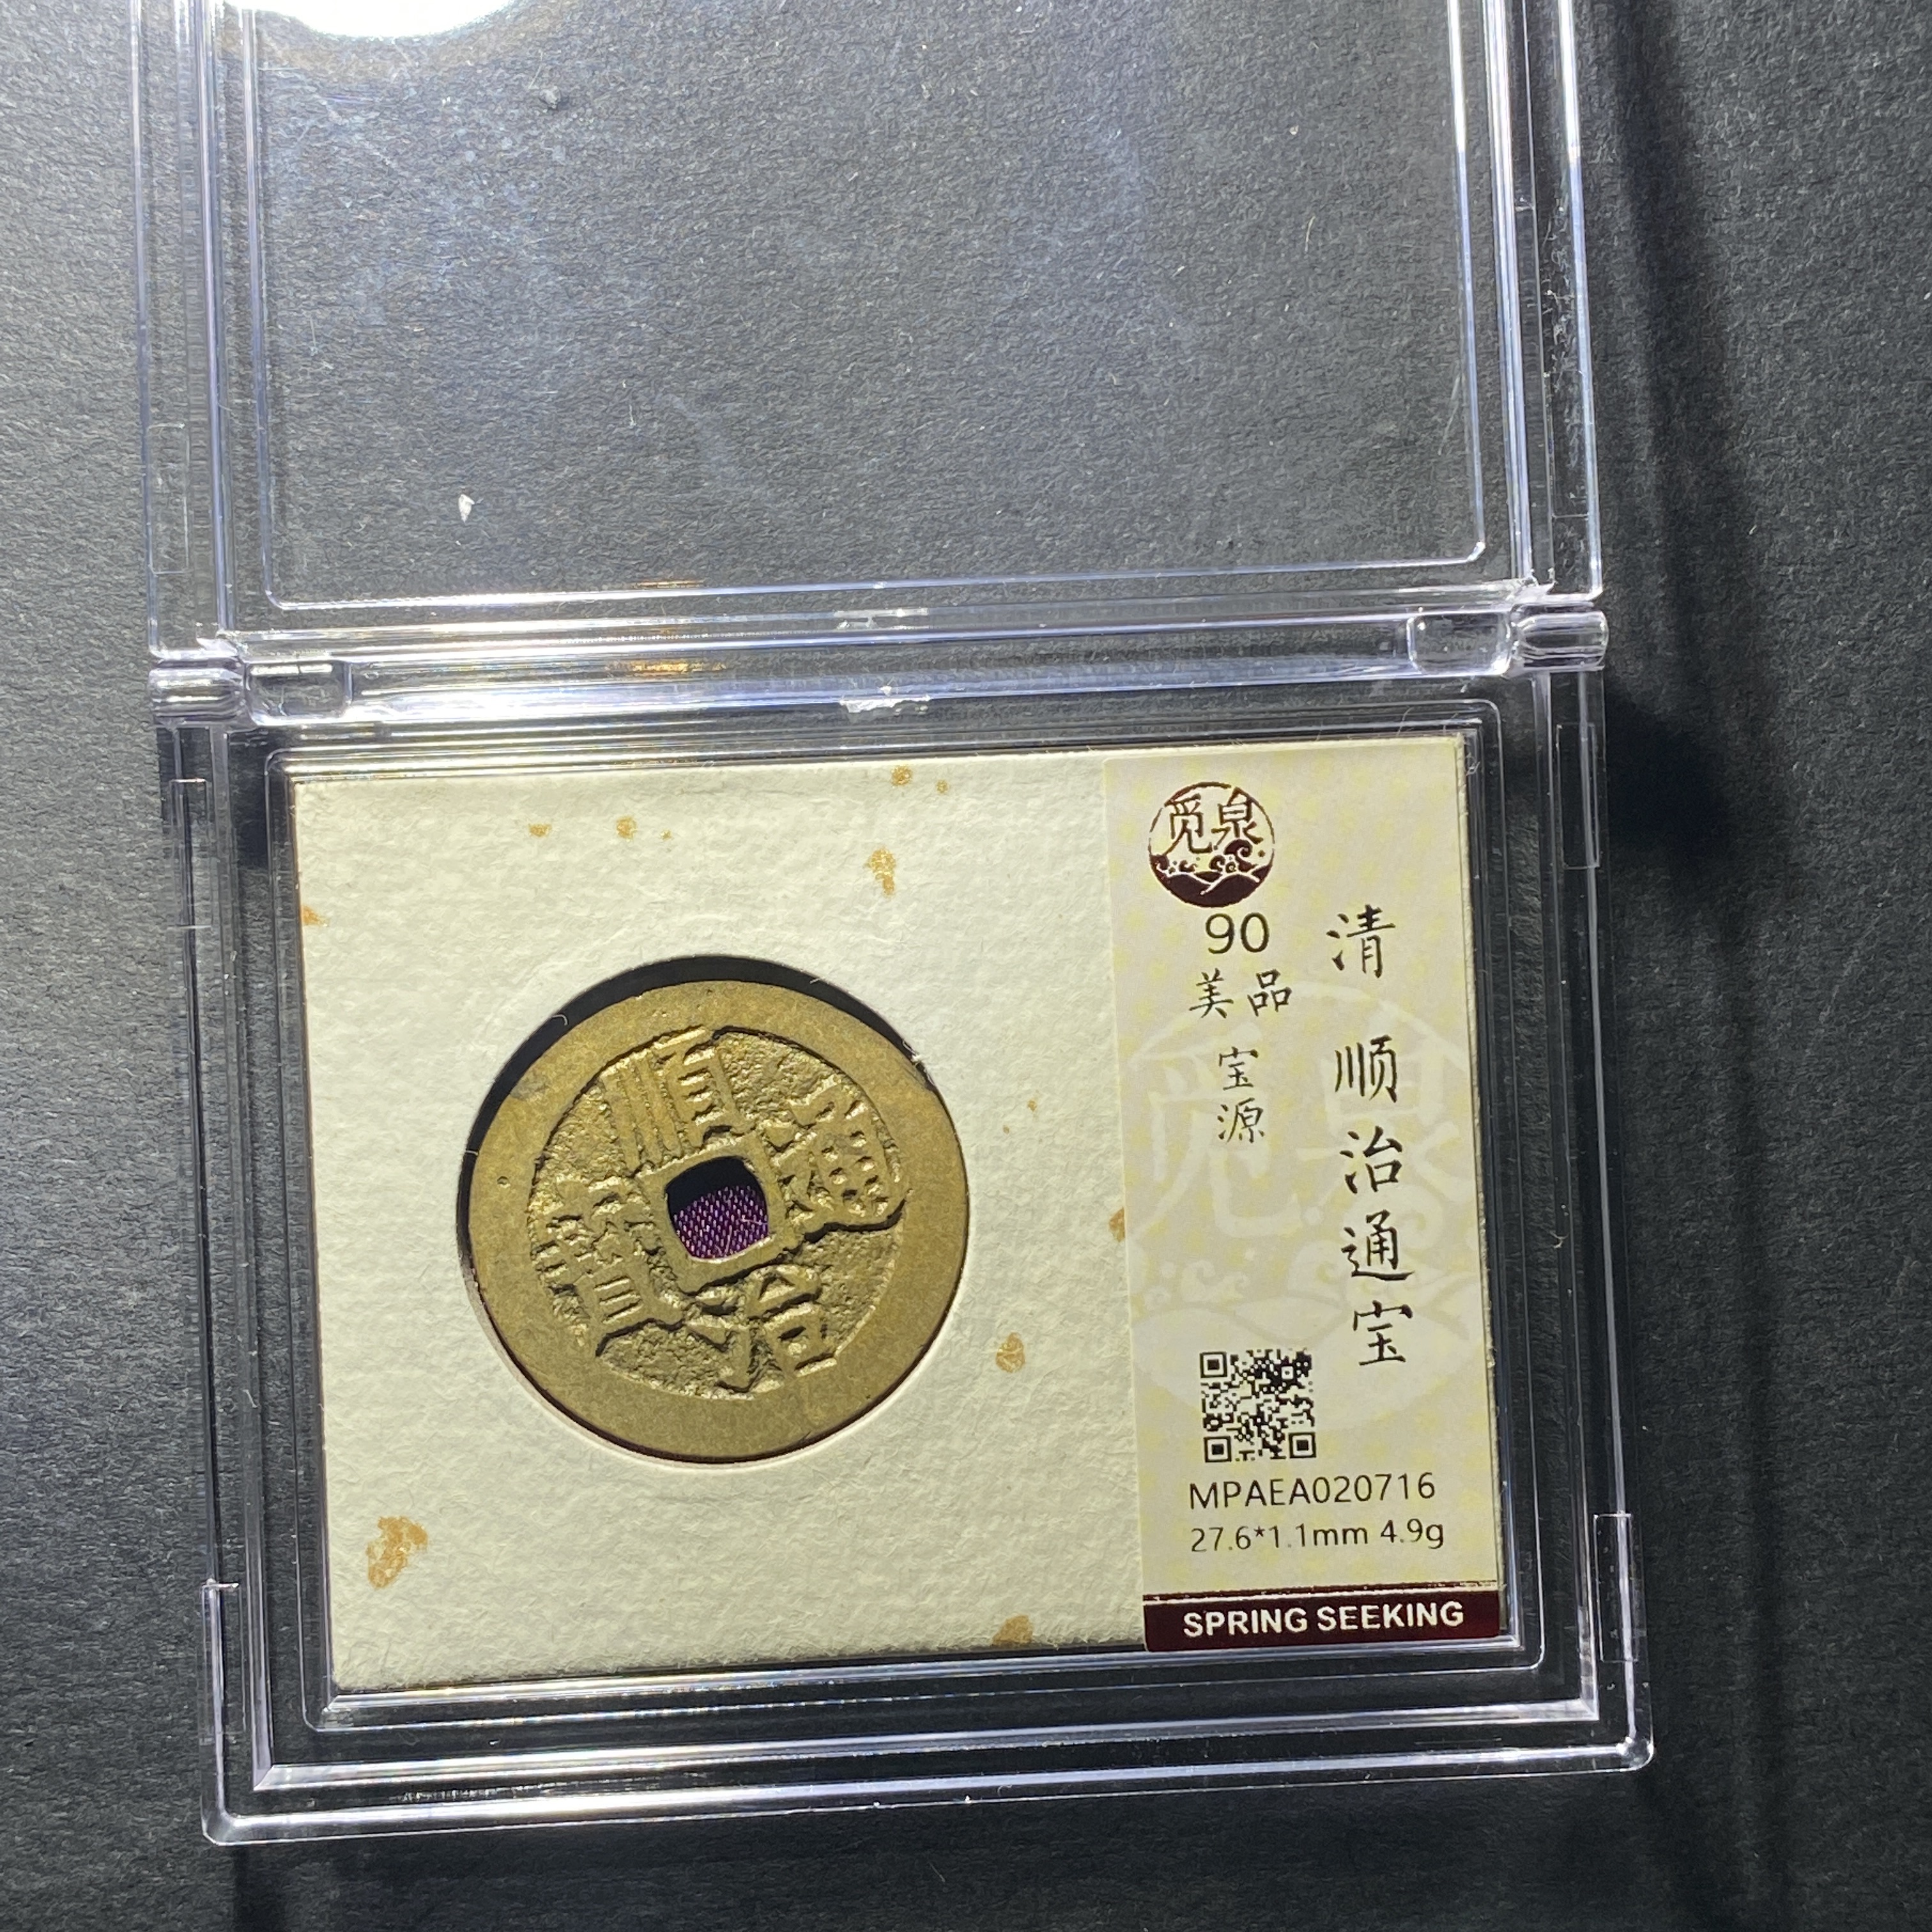 順治通寶
觅泉
90
美品
宝源
清 顺治通宝
MPAEA020716
27.6*1.1mm 4.9g
SPRING SEEKING